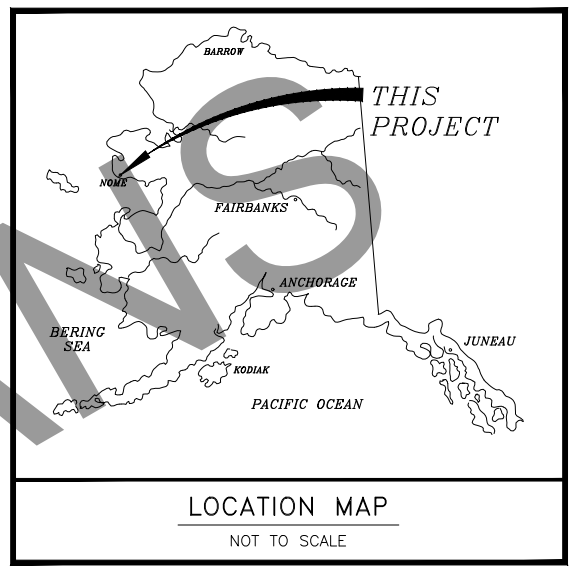 BARROW
THIS
PROJECT
NOME
FAIRBANKS
ANCHORAGE
BERING
SEA
JUNEAU
KODIAK
PACIFIC OCEAN
LOCATION MAP
NOT TO SCALE
NS